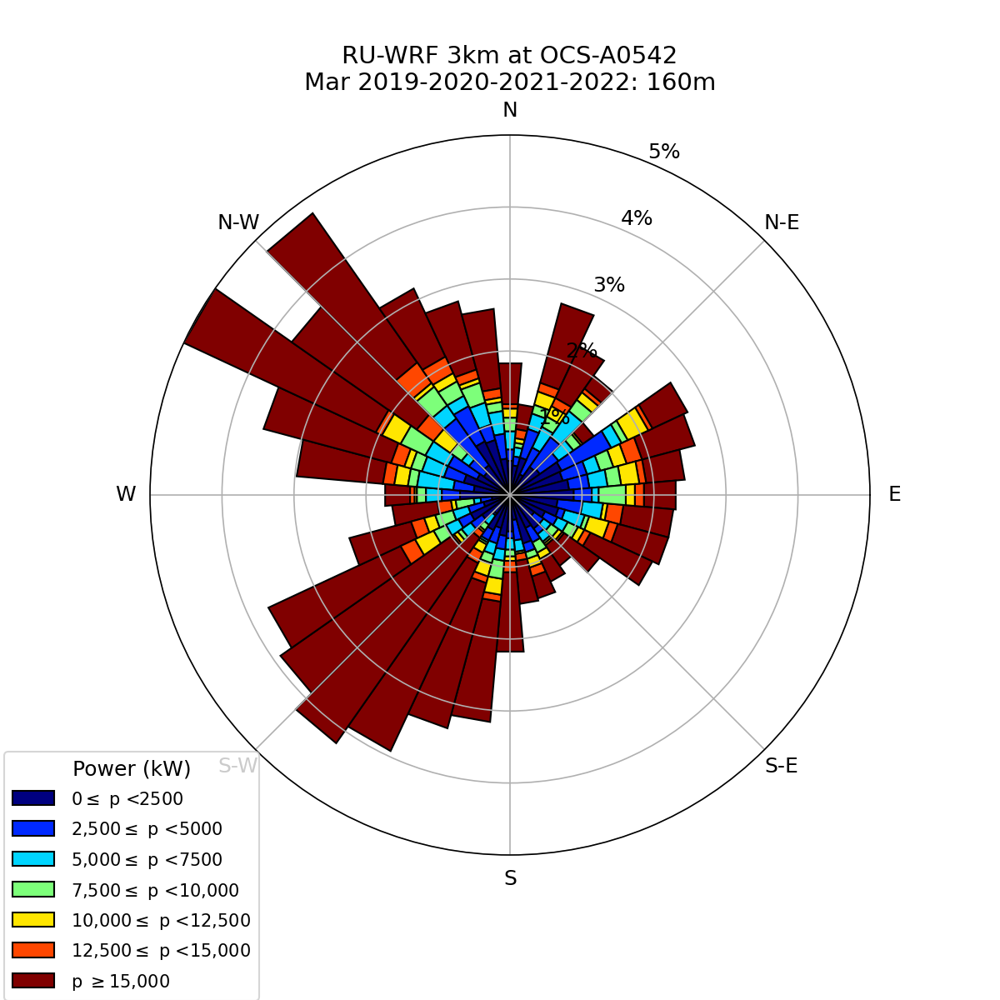 RU-WRF 3km at OCS-A0542
Mar 2019-2020-2021-2022: 160m
N
5%
N-W
4%
N-E
3%
2%
1%
W
E
S-W
S-E
S
Power (kW)
0≤ p <2500
2,500≤ p <5000
5,000≤ p <7500
7,500≤ p <10,000
10,000≤ p <12,500
12,500≤ p <15,000
p ≥15,000